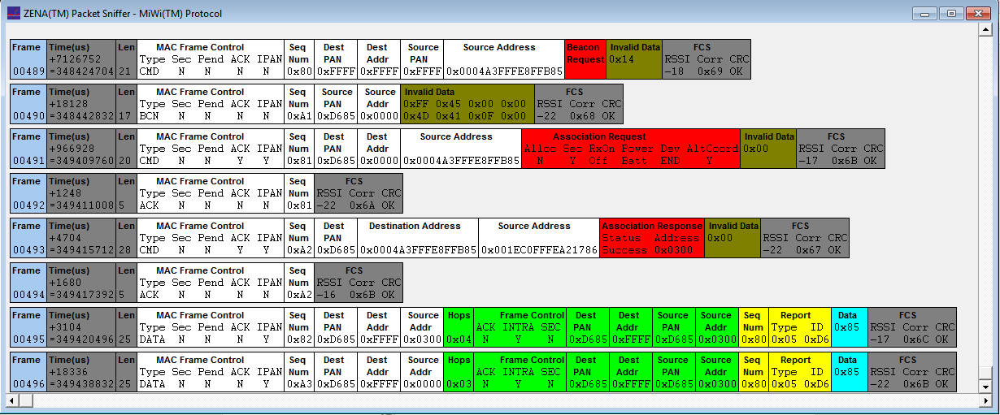 ZENA(TM) Packet Sniffer - MiWi(TM) Protocol
Frame Time(us) Len MAC Frame Control Seq Dest Dest Source Source Address Beacon Invalid Data FCS
+7126752 Type Sec Pend ACK IPAN Num PAN Addr PAN Request 0x14 RSSI Corr CRC
00489 =348424704 21 CMD N N N N 0x80 0xFFFF 0xFFFF 0xFFFF 0x0004A3FFFE8FFB85 -18 0x69 OK
Frame Time(us) Len MAC Frame Control Seq Source Source Invalid Data FCS
+18128 Type Sec Pend ACK IPAN Num PAN Addr 0xFF 0x45 0x00 0x00 RSSI Corr CRC
00490 =348442832 17 BCN N N N N 0xA1 0xD685 0x0000 0x4D 0x41 0x0F 0x00 -22 0x68 OK
Frame Time(us) Len MAC Frame Control Seq Dest Dest Source Address Association Request Invalid Data FCS
+966928 Type Sec Pend ACK IPAN Num PAN Addr Alloc Sec RxOn Power Dev AltCoord 0x00 RSSI Corr CRC
00491 =349409760 20 CMD N N Y Y 0x81 0xD685 0x0000 0x0004A3FFFE8FFB85 N Y Off Batt END Y -17 0x6B OK
Frame Time(us) Len MAC Frame Control Seq FCS
+1248 Type Sec Pend ACK IPAN Num RSSI Corr CRC
00492 =349411008 5 ACK N N N N 0x81 -22 0x6A OK
Frame Time(us) Len MAC Frame Control Seq Dest Destination Address Source Address Association Response Invalid Data FCS
+4704 Type Sec Pend ACK IPAN Num PAN Status Address 0x00 RSSI Corr CRC
00493 =349415712 28 CMD N N Y Y 0xA2 0xD685 0x0004A3FFFE8FFB85 0x001EC0FFFEA21786 Success 0x0300 -22 0x67 OK
Frame Time(us) Len MAC Frame Control Seq FCS
+1680 Type Sec Pend ACK IPAN Num RSSI Corr CRC
00494 =349417392 5 ACK N N N N 0xA2 -16 0x6B OK
Frame Time(us) Len MAC Frame Control Seq Dest Dest Source Hops Frame Control Dest Dest Source Source Seq Report Data FCS
+3104 Type Sec Pend ACK IPAN Num PAN Addr Addr ACK INTRA SEC PAN Addr PAN Addr Num Type ID 0x85 RSSI Corr CRC
00495 =349420496 25 DATA N N N Y 0x82 0xD685 0xFFFF 0x0300 0x04 N Y N 0xD685 0xFFFF 0xD685 0x0300 0x80 0x05 0xD6 -17 0x6C OK
Frame Time(us) Len MAC Frame Control Seq Dest Dest Source Hops Frame Control Dest Dest Source Source Seq Report Data FCS
+18336 Type Sec Pend ACK IPAN Num PAN Addr Addr ACK INTRA SEC PAN Addr PAN Addr Num Type ID 0x85 RSSI Corr CRC
00496 =349438832 25 DATA N N N Y 0xA3 0xD685 0xFFFF 0x0000 0x03 N Y N 0xD685 0xFFFF 0xD685 0x0300 0x80 0x05 0xD6 -22 0x6B OK